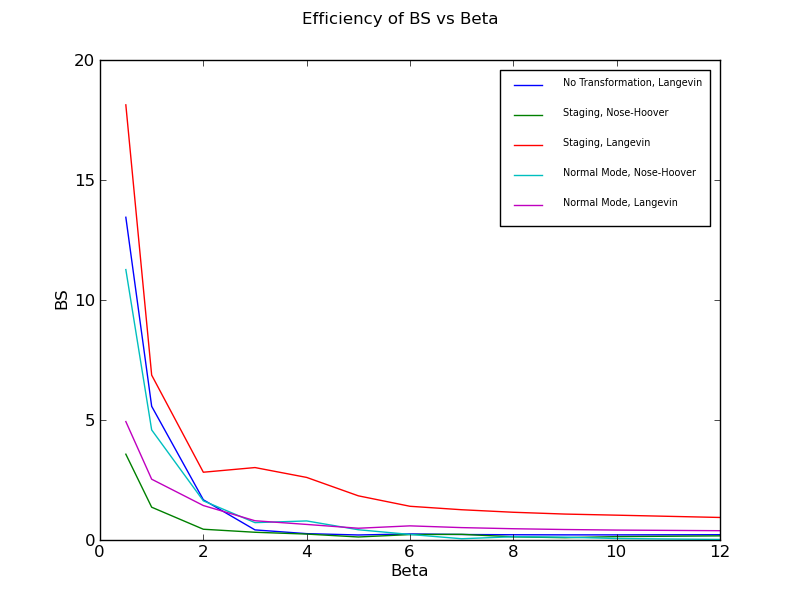 Efficiency of BS vs Beta
20
15
10
5
0
BS
0 2 4 6 8 10 12
Beta
No Transformation, Langevin
Staging, Nose-Hoover
Staging, Langevin
Normal Mode, Nose-Hoover
Normal Mode, Langevin